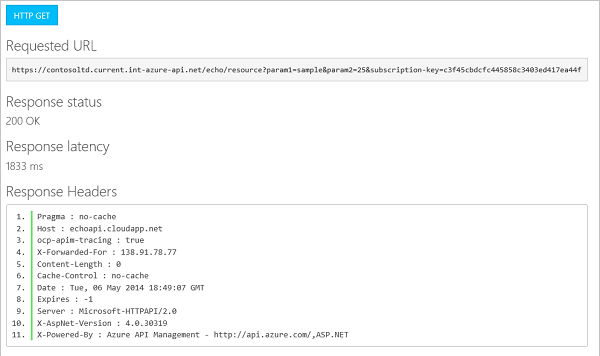 HTTP GET
Requested URL
https://contosoltd.current.int-azure-api.net/echo/resource?param1=sample&param2=25&subscription-key=c3f45cbdcfc445858c3403ed417ea44f
Response status
200 OK
Response latency
1833 ms
Response Headers
1. Pragma : no-cache
2. Host : echoapi.cloudapp.net
3. ocp-apim-tracing : true
4. X-Forwarded-For : 138.91.78.77
5. Content-Length : 0
6. Cache-Control : no-cache
7. Date : Tue, 06 May 2014 18:49:07 GMT
8. Expires : -1
9. Server : Microsoft-HTTPAPI/2.0
10. X-AspNet-Version : 4.0.30319
11. X-Powered-By : Azure API Management - http://api.azure.com/,ASP.NET